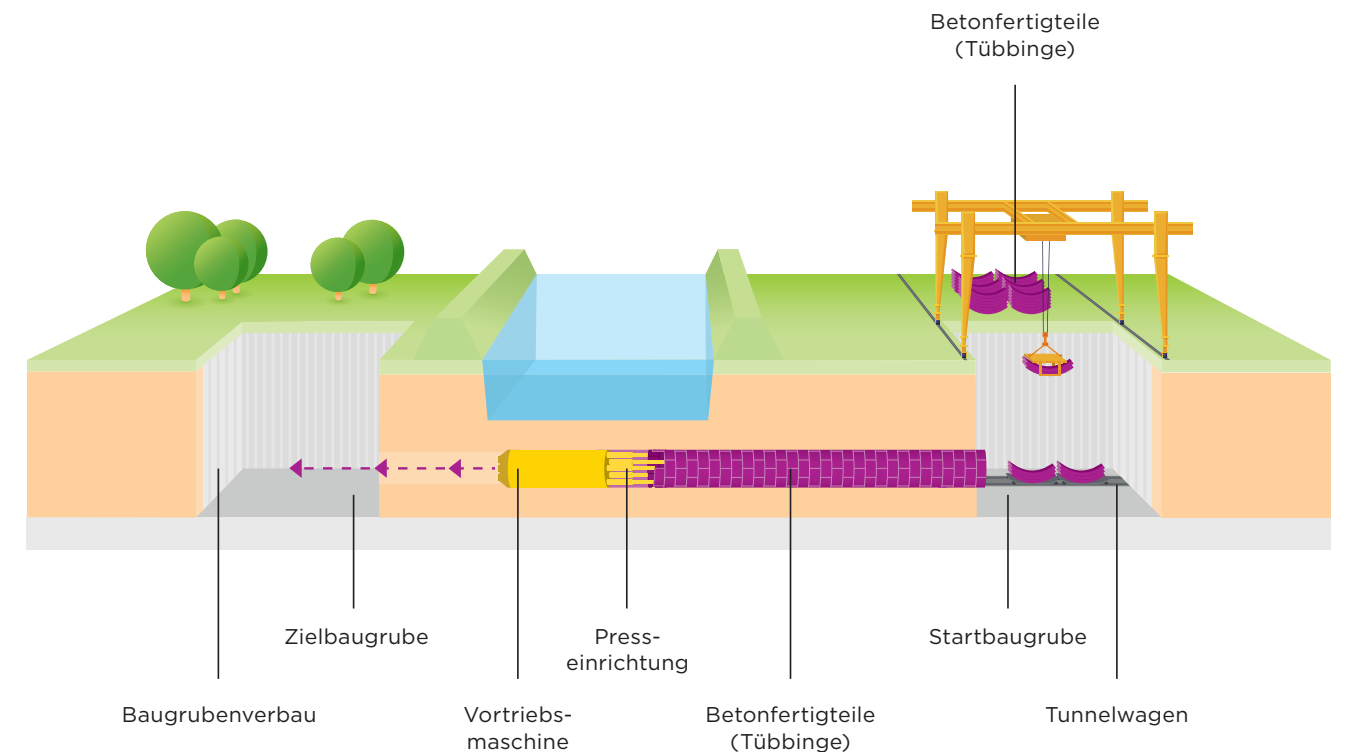 Betonfertigteile
(Tübbinge)
Zielbaugrube
Press-
einrichtung
Startbaugrube
Baugrubenverbau
Vortriebs-
maschine
Betonfertigteile
(Tübbinge)
Tunnelwagen